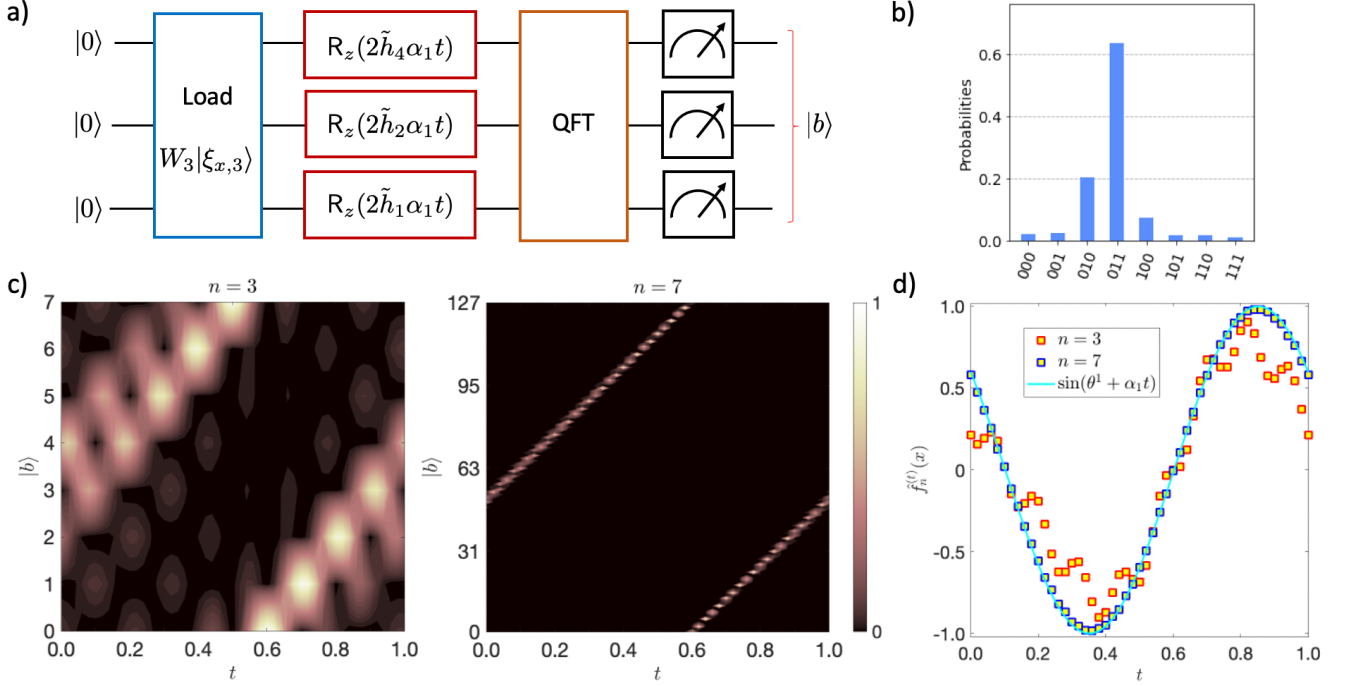 a)
|0⟩
|0⟩
|0⟩
Load
W₃|ξₓ,₃⟩
R_z(2h̃₄α₁t)
R_z(2h̃₂α₁t)
R_z(2h̃₁α₁t)
QFT
|b⟩
b)
Probabilities
0.6
0.4
0.2
0.0
000 001 010 011 100 101 110 111
c)
n = 3
|b⟩
7
6
5
4
3
2
1
0
0.0 0.2 0.4 0.6 0.8 1.0
t
n = 7
|b⟩
127
95
63
31
0
0.0 0.2 0.4 0.6 0.8 1.0
t
1
0
d)
f̂ₙ⁽ᵗ⁾(x)
1.0
0.5
0
-0.5
-1.0
n = 3
n = 7
sin(θ¹ + α₁t)
0.0 0.2 0.4 0.6 0.8 1.0
t